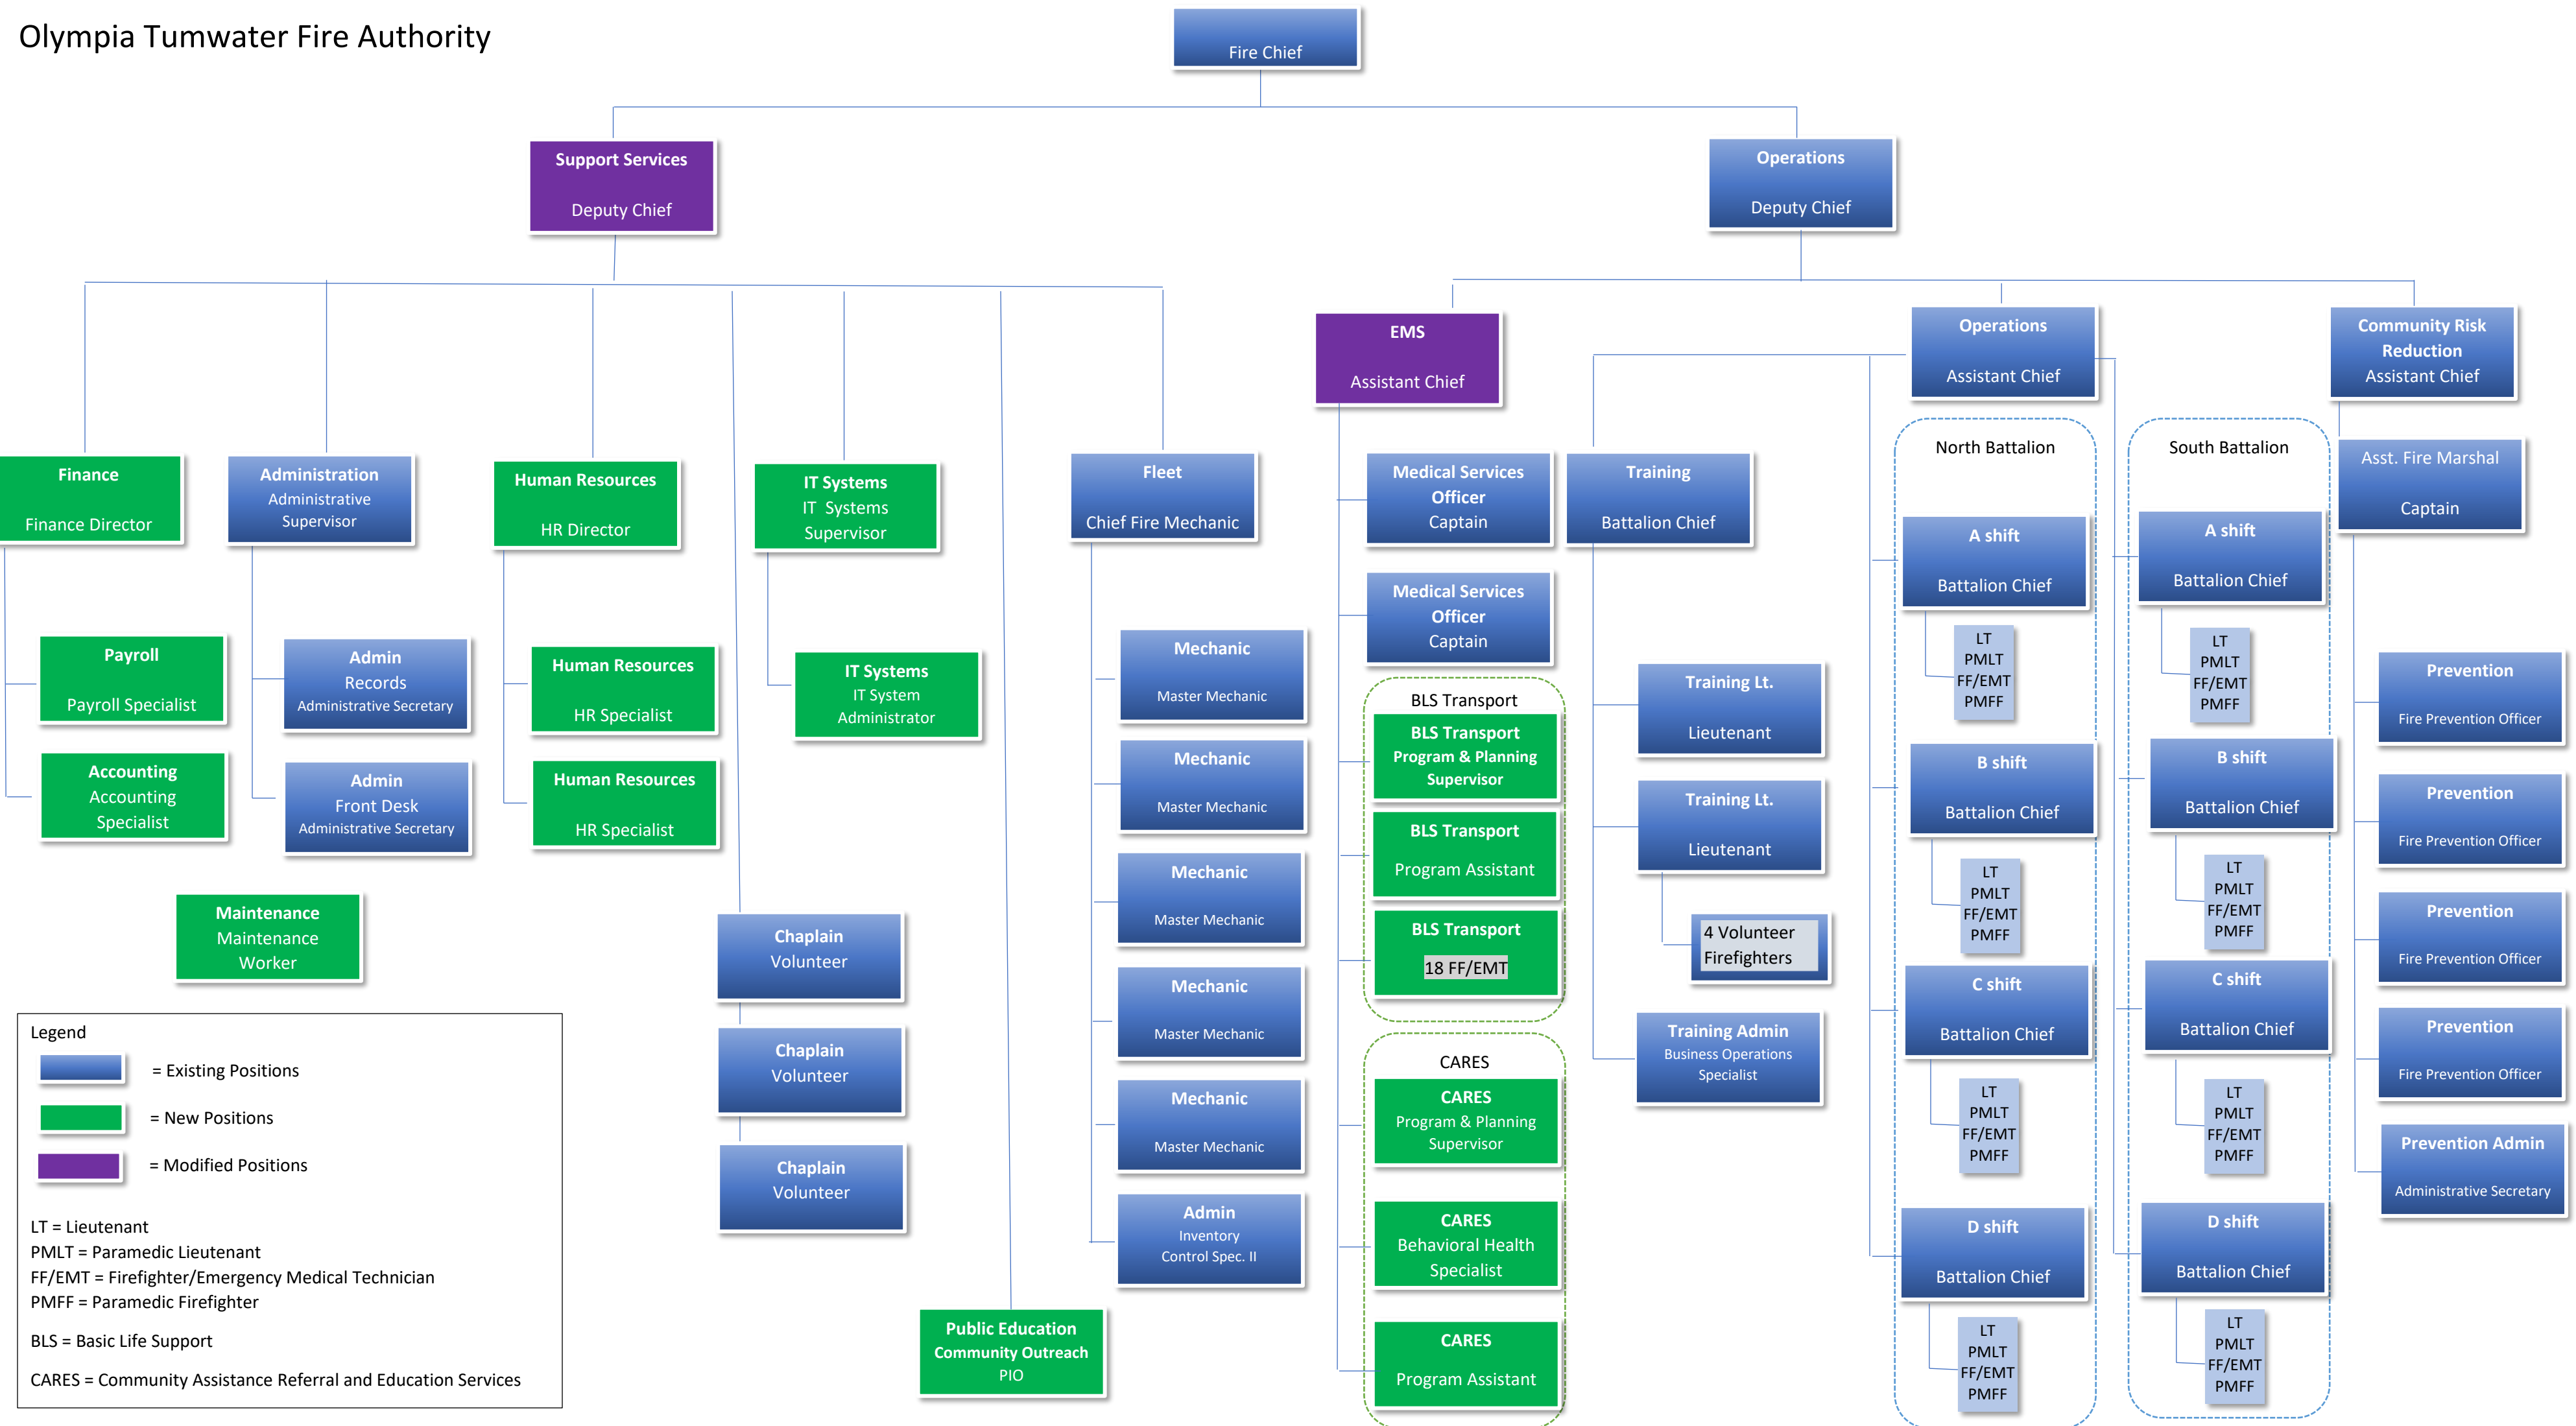 Olympia Tumwater Fire Authority
Fire Chief
Support Services
Deputy Chief
Operations
Deputy Chief
Finance
Finance Director
Payroll
Payroll Specialist
Accounting
Accounting
Specialist
Administration
Administrative
Supervisor
Admin
Records
Administrative Secretary
Admin
Front Desk
Administrative Secretary
Maintenance
Maintenance
Worker
Human Resources
HR Director
Human Resources
HR Specialist
Human Resources
HR Specialist
Chaplain
Volunteer
Chaplain
Volunteer
Chaplain
Volunteer
IT Systems
IT Systems
Supervisor
IT Systems
IT System
Administrator
Public Education
Community Outreach
PIO
Fleet
Chief Fire Mechanic
Mechanic
Master Mechanic
Mechanic
Master Mechanic
Mechanic
Master Mechanic
Mechanic
Master Mechanic
Mechanic
Master Mechanic
Admin
Inventory
Control Spec. II
EMS
Assistant Chief
Medical Services
Officer
Captain
Medical Services
Officer
Captain
BLS Transport
BLS Transport
Program & Planning
Supervisor
BLS Transport
Program Assistant
BLS Transport
18 FF/EMT
CARES
CARES
Program & Planning
Supervisor
CARES
Behavioral Health
Specialist
CARES
Program Assistant
Operations
Assistant Chief
Training
Battalion Chief
Training Lt.
Lieutenant
Training Lt.
Lieutenant
4 Volunteer
Firefighters
Training Admin
Business Operations
Specialist
North Battalion
A shift
Battalion Chief
LT
PMLT
FF/EMT
PMFF
B shift
Battalion Chief
LT
PMLT
FF/EMT
PMFF
C shift
Battalion Chief
LT
PMLT
FF/EMT
PMFF
D shift
Battalion Chief
LT
PMLT
FF/EMT
PMFF
South Battalion
A shift
Battalion Chief
LT
PMLT
FF/EMT
PMFF
B shift
Battalion Chief
LT
PMLT
FF/EMT
PMFF
C shift
Battalion Chief
LT
PMLT
FF/EMT
PMFF
D shift
Battalion Chief
LT
PMLT
FF/EMT
PMFF
Community Risk
Reduction
Assistant Chief
Asst. Fire Marshal
Captain
Prevention
Fire Prevention Officer
Prevention
Fire Prevention Officer
Prevention
Fire Prevention Officer
Prevention
Fire Prevention Officer
Prevention Admin
Administrative Secretary
Legend
= Existing Positions
= New Positions
= Modified Positions
LT = Lieutenant
PMLT = Paramedic Lieutenant
FF/EMT = Firefighter/Emergency Medical Technician
PMFF = Paramedic Firefighter
BLS = Basic Life Support
CARES = Community Assistance Referral and Education Services